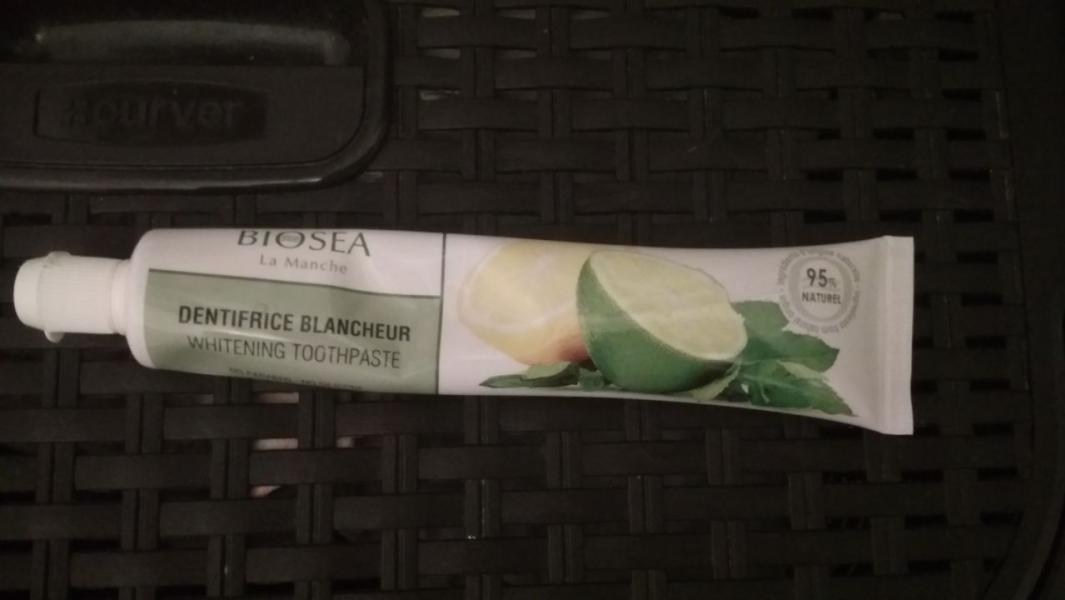 curver
BIOSEA
La Manche
DENTIFRICE BLANCHEUR
WHITENING TOOTHPASTE
95%
NATUREL